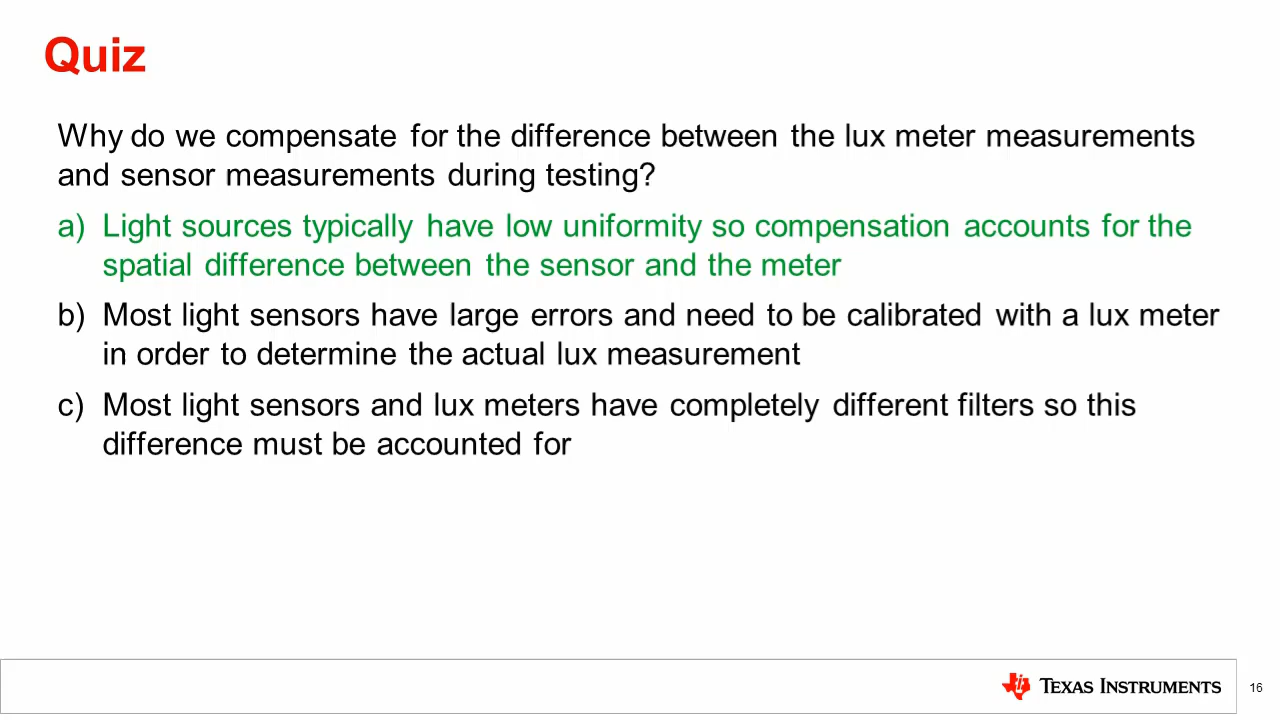 Quiz
Why do we compensate for the difference between the lux meter measurements
and sensor measurements during testing?
a) Light sources typically have low uniformity so compensation accounts for the
spatial difference between the sensor and the meter
b) Most light sensors have large errors and need to be calibrated with a lux meter
in order to determine the actual lux measurement
c) Most light sensors and lux meters have completely different filters so this
difference must be accounted for
TEXAS INSTRUMENTS
16